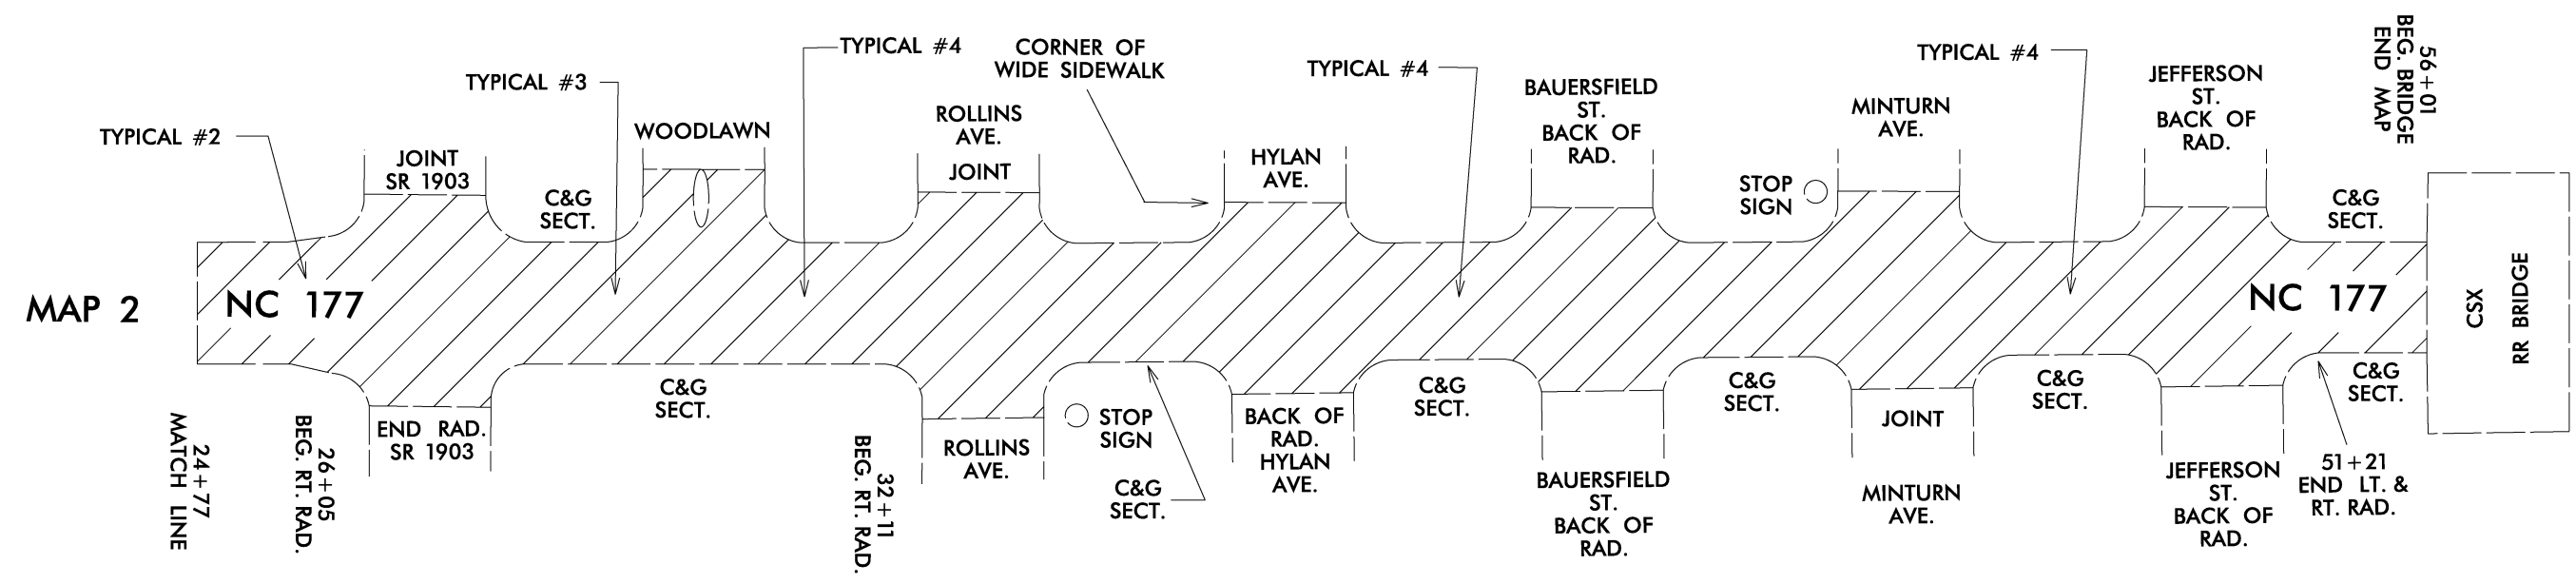 56+01
BEG. BRIDGE
END MAP
TYPICAL #4
CORNER OF
WIDE SIDEWALK
TYPICAL #4
TYPICAL #4
JEFFERSON
ST.
BACK OF
RAD.
TYPICAL #3
BAUERSFIELD
ST.
BACK OF
RAD.
MINTURN
AVE.
ROLLINS
AVE.
JOINT
TYPICAL #2
WOODLAWN
JOINT
SR 1903
HYLAN
AVE.
C&G
SECT.
STOP
SIGN
C&G
SECT.
MAP 2
NC 177
NC 177
CSX
RR BRIDGE
C&G
SECT.
C&G
SECT.
C&G
SECT.
C&G
SECT.
C&G
SECT.
24+77
MATCH LINE
26+05
BEG. RT. RAD.
END RAD.
SR 1903
32+11
BEG. RT. RAD.
ROLLINS
AVE.
STOP
SIGN
C&G
SECT.
BACK OF
RAD.
HYLAN
AVE.
BAUERSFIELD
ST.
BACK OF
RAD.
JOINT
MINTURN
AVE.
JEFFERSON
ST.
BACK OF
RAD.
51+21
END LT. &
RT. RAD.